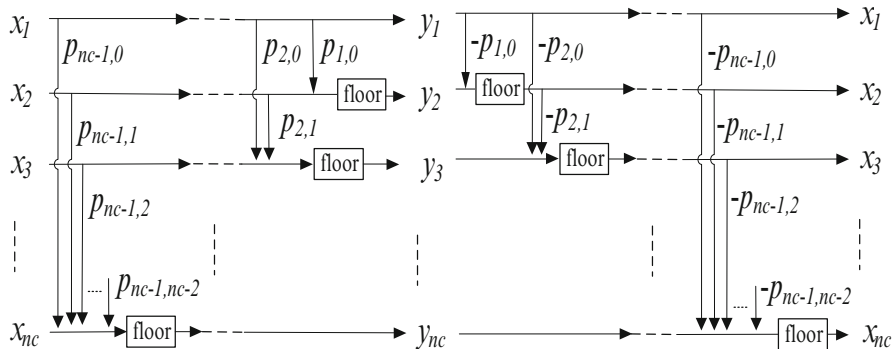 x1 y1 x1
pnc-1,0 p2,0 p1,0 -p1,0 -p2,0 -pnc-1,0
x2 floor y2 floor x2
pnc-1,1 p2,1 -p2,1 -pnc-1,1
x3 floor y3 floor x3
pnc-1,2 -pnc-1,2
..... pnc-1,nc-2 .... -pnc-1,nc-2
xnc floor ync floor xnc